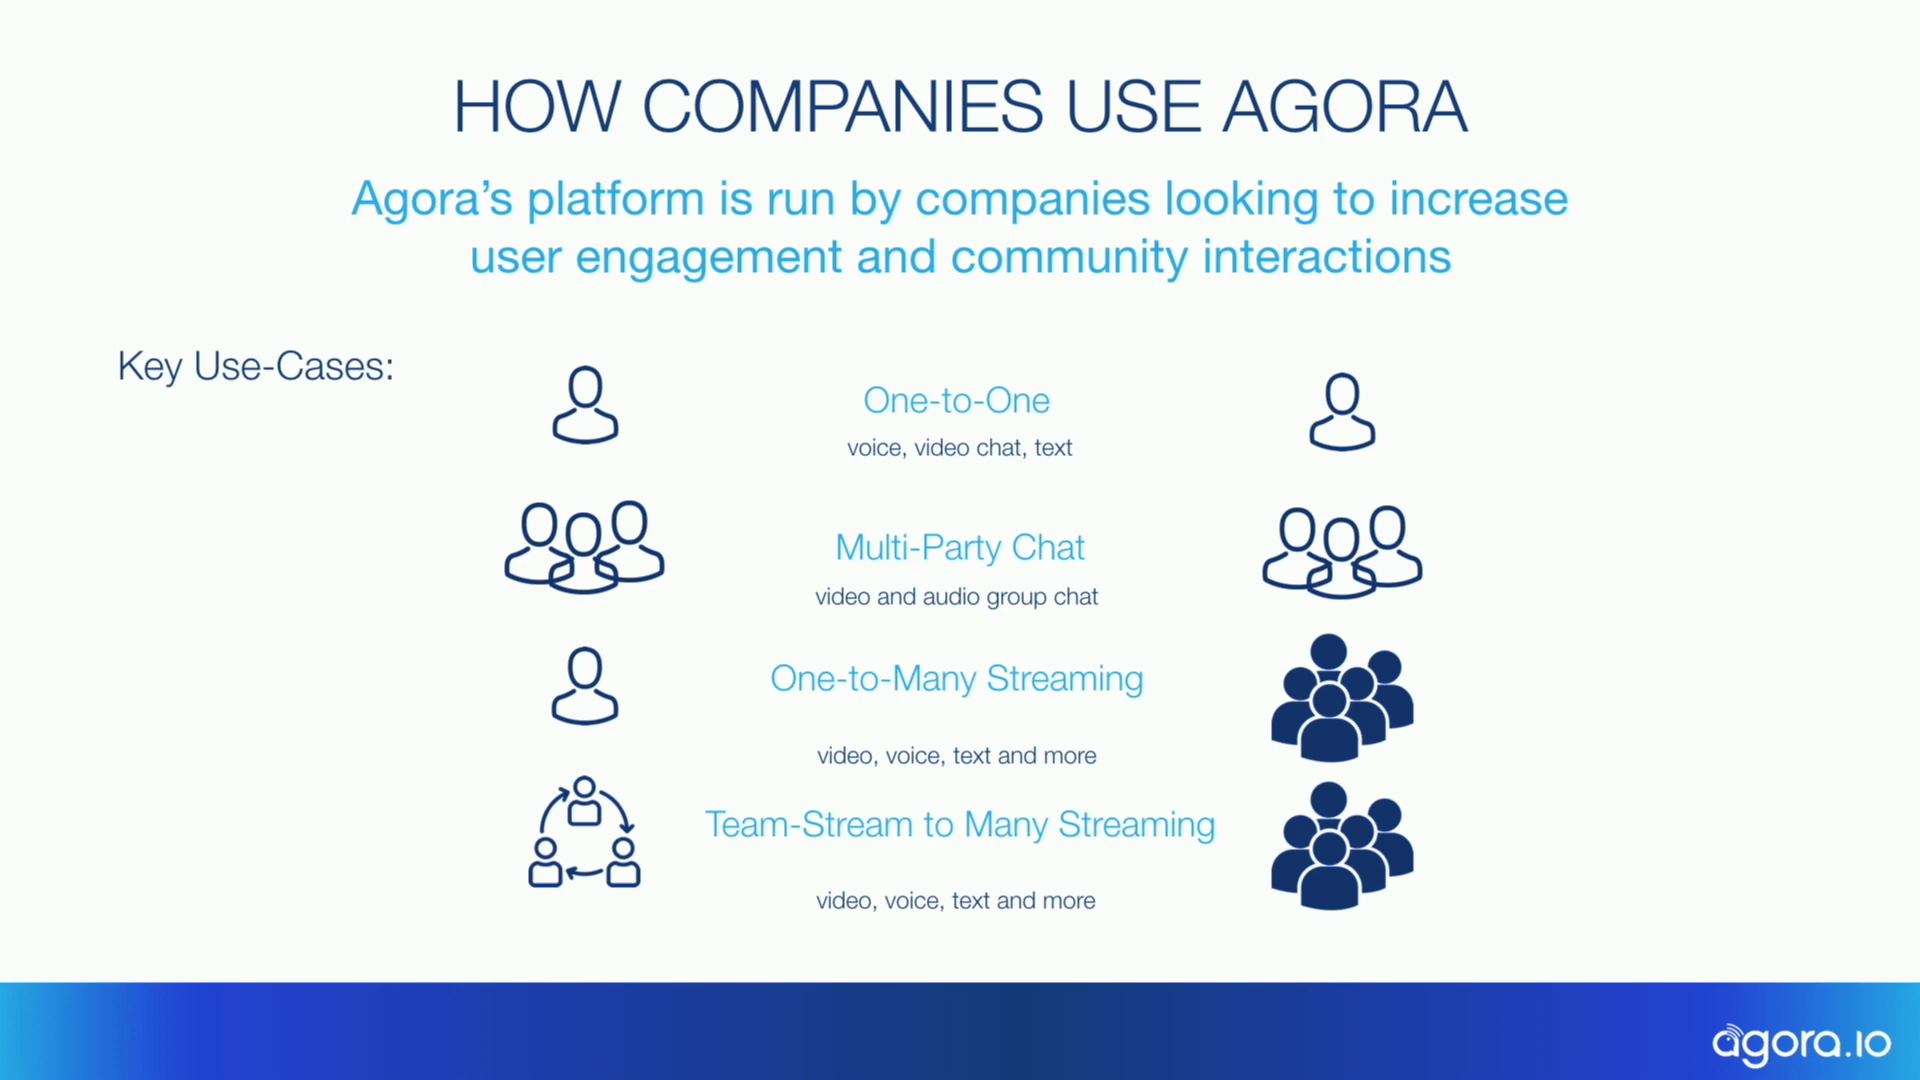 HOW COMPANIES USE AGORA
Agora’s platform is run by companies looking to increase
user engagement and community interactions
Key Use-Cases:
One-to-One
voice, video chat, text
Multi-Party Chat
video and audio group chat
One-to-Many Streaming
video, voice, text and more
Team-Stream to Many Streaming
video, voice, text and more
agora.io